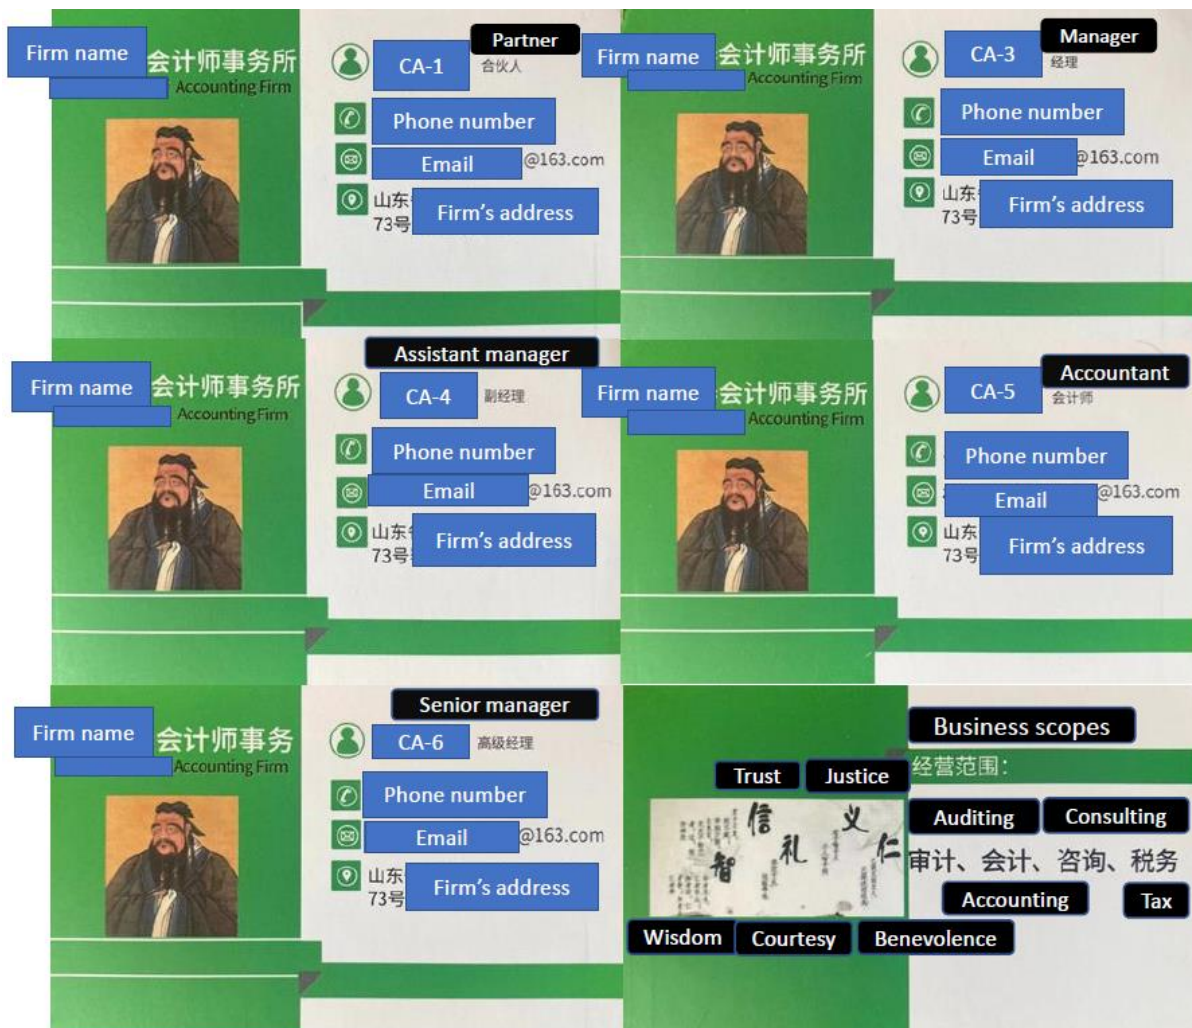 Firm name
会计师事务所
Accounting Firm
Partner
CA-1
合伙人
Phone number
Email
@163.com
山东
73号
Firm's address
Firm name
会计师事务所
Accounting Firm
Manager
CA-3
经理
Phone number
Email
@163.com
山东
73号
Firm's address
Firm name
会计师事务所
Accounting Firm
Assistant manager
CA-4
副经理
Phone number
Email
@163.com
山东
73号
Firm's address
Firm name
会计师事务所
Accounting Firm
Accountant
CA-5
会计师
Phone number
Email
@163.com
山东
73号
Firm's address
Firm name
会计师事务
Accounting Firm
Senior manager
CA-6
高级经理
Phone number
Email
@163.com
山东
73号
Firm's address
Business scopes
经营范围：
Trust
Justice
信
义
礼
仁
智
Auditing
Consulting
审计、会计、咨询、税务
Accounting
Tax
Wisdom
Courtesy
Benevolence